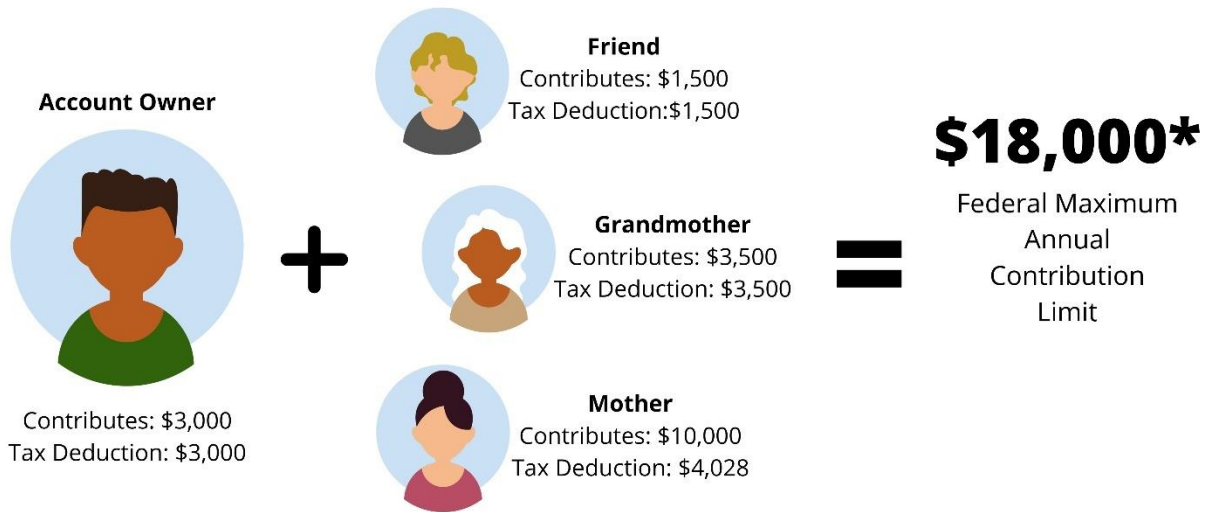 Account Owner
Contributes: $3,000
Tax Deduction: $3,000
Friend
Contributes: $1,500
Tax Deduction:$1,500
Grandmother
Contributes: $3,500
Tax Deduction: $3,500
Mother
Contributes: $10,000
Tax Deduction: $4,028
$18,000*
Federal Maximum
Annual
Contribution
Limit